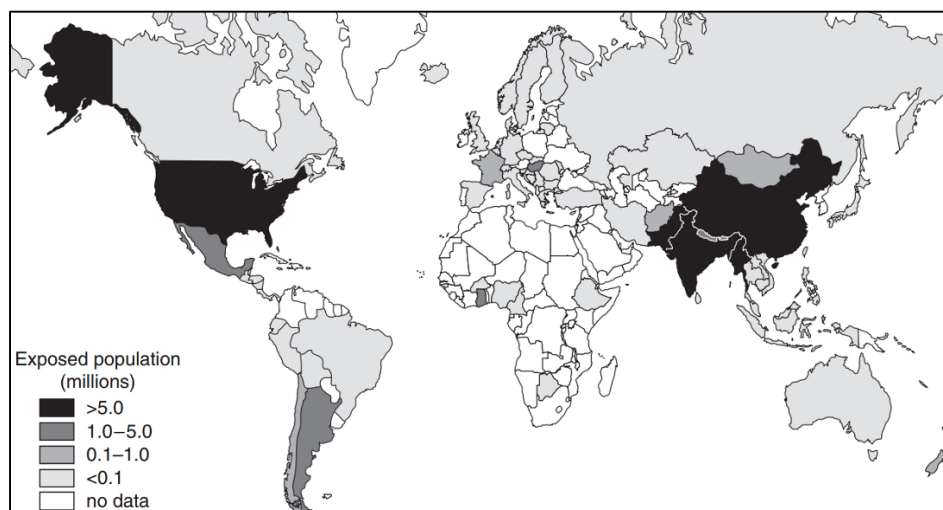 Exposed population
(millions)
>5.0
1.0–5.0
0.1–1.0
<0.1
no data